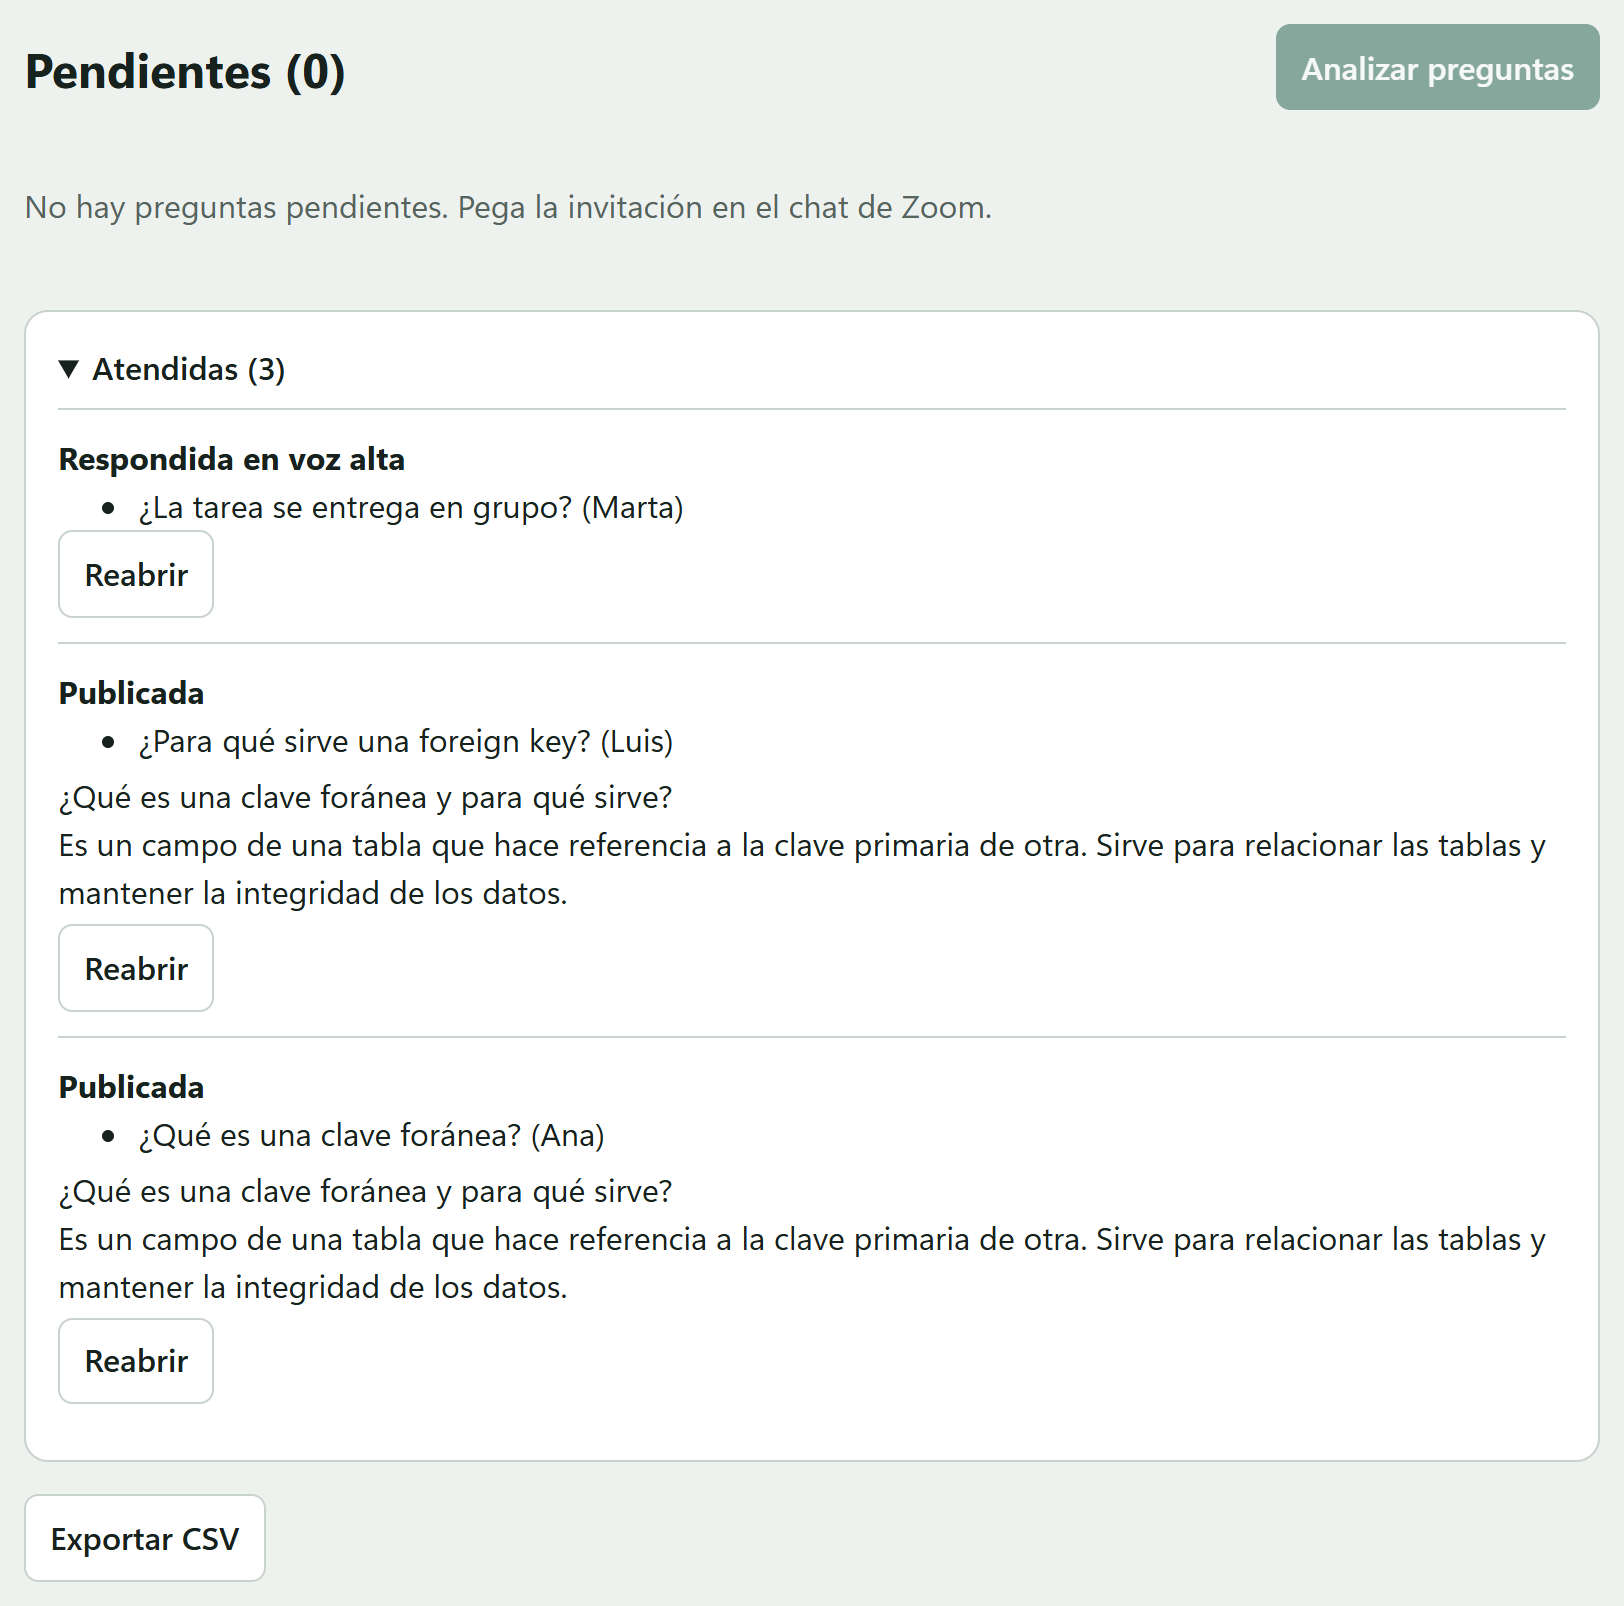 Pendientes (0)
Analizar preguntas
No hay preguntas pendientes. Pega la invitación en el chat de Zoom.
▼ Atendidas (3)
Respondida en voz alta
• ¿La tarea se entrega en grupo? (Marta)
Reabrir
Publicada
• ¿Para qué sirve una foreign key? (Luis)
¿Qué es una clave foránea y para qué sirve?
Es un campo de una tabla que hace referencia a la clave primaria de otra. Sirve para relacionar las tablas y
mantener la integridad de los datos.
Reabrir
Publicada
• ¿Qué es una clave foránea? (Ana)
¿Qué es una clave foránea y para qué sirve?
Es un campo de una tabla que hace referencia a la clave primaria de otra. Sirve para relacionar las tablas y
mantener la integridad de los datos.
Reabrir
Exportar CSV